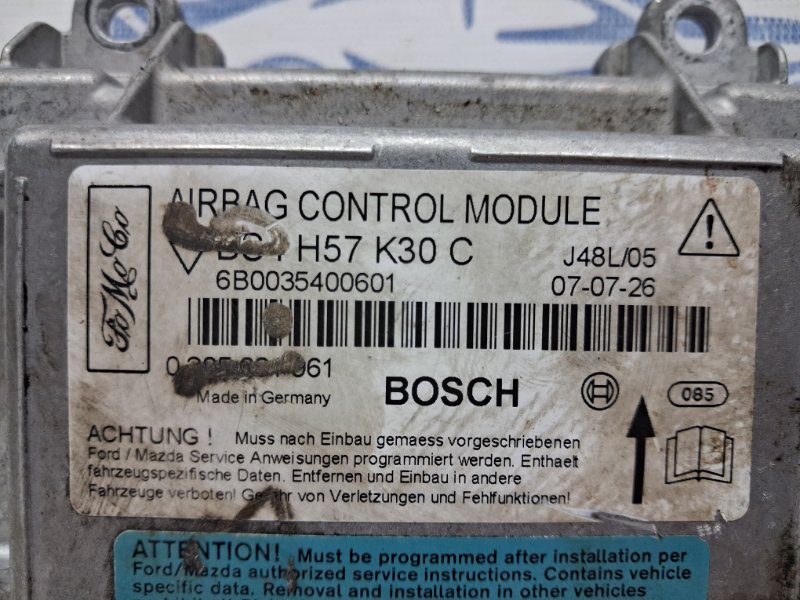 FoMoCo
AIRBAG CONTROL MODULE
H57 K30 C
J48L/05
6B0035400601
07-07-26
961
Made in Germany
BOSCH
085
ACHTUNG ! Muss nach Einbau gemaess vorgeschriebenen
Ford / Mazda Service Anweisungen programmiert werden. Enthaelt
fahrzeugspezifische Daten. Entfernen und Einbau in andere
Fahrzeuge verboten! Gefahr von Verletzungen und Fehlfunktionen!
ATTENTION! Must be programmed after installation per
Ford/Mazda authorized service instructions. Contains vehicle
specific data. Removal and installation in other vehicles